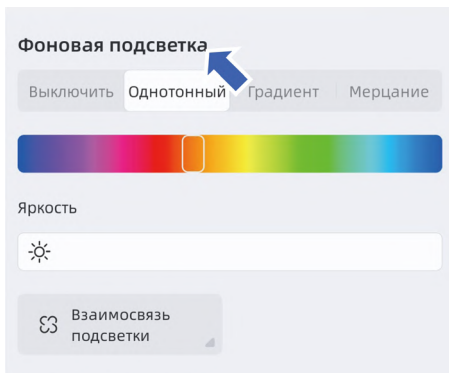 Фоновая подсветка
Выключить Однотонный Градиент Мерцание
Яркость
Взаимосвязь
подсветки